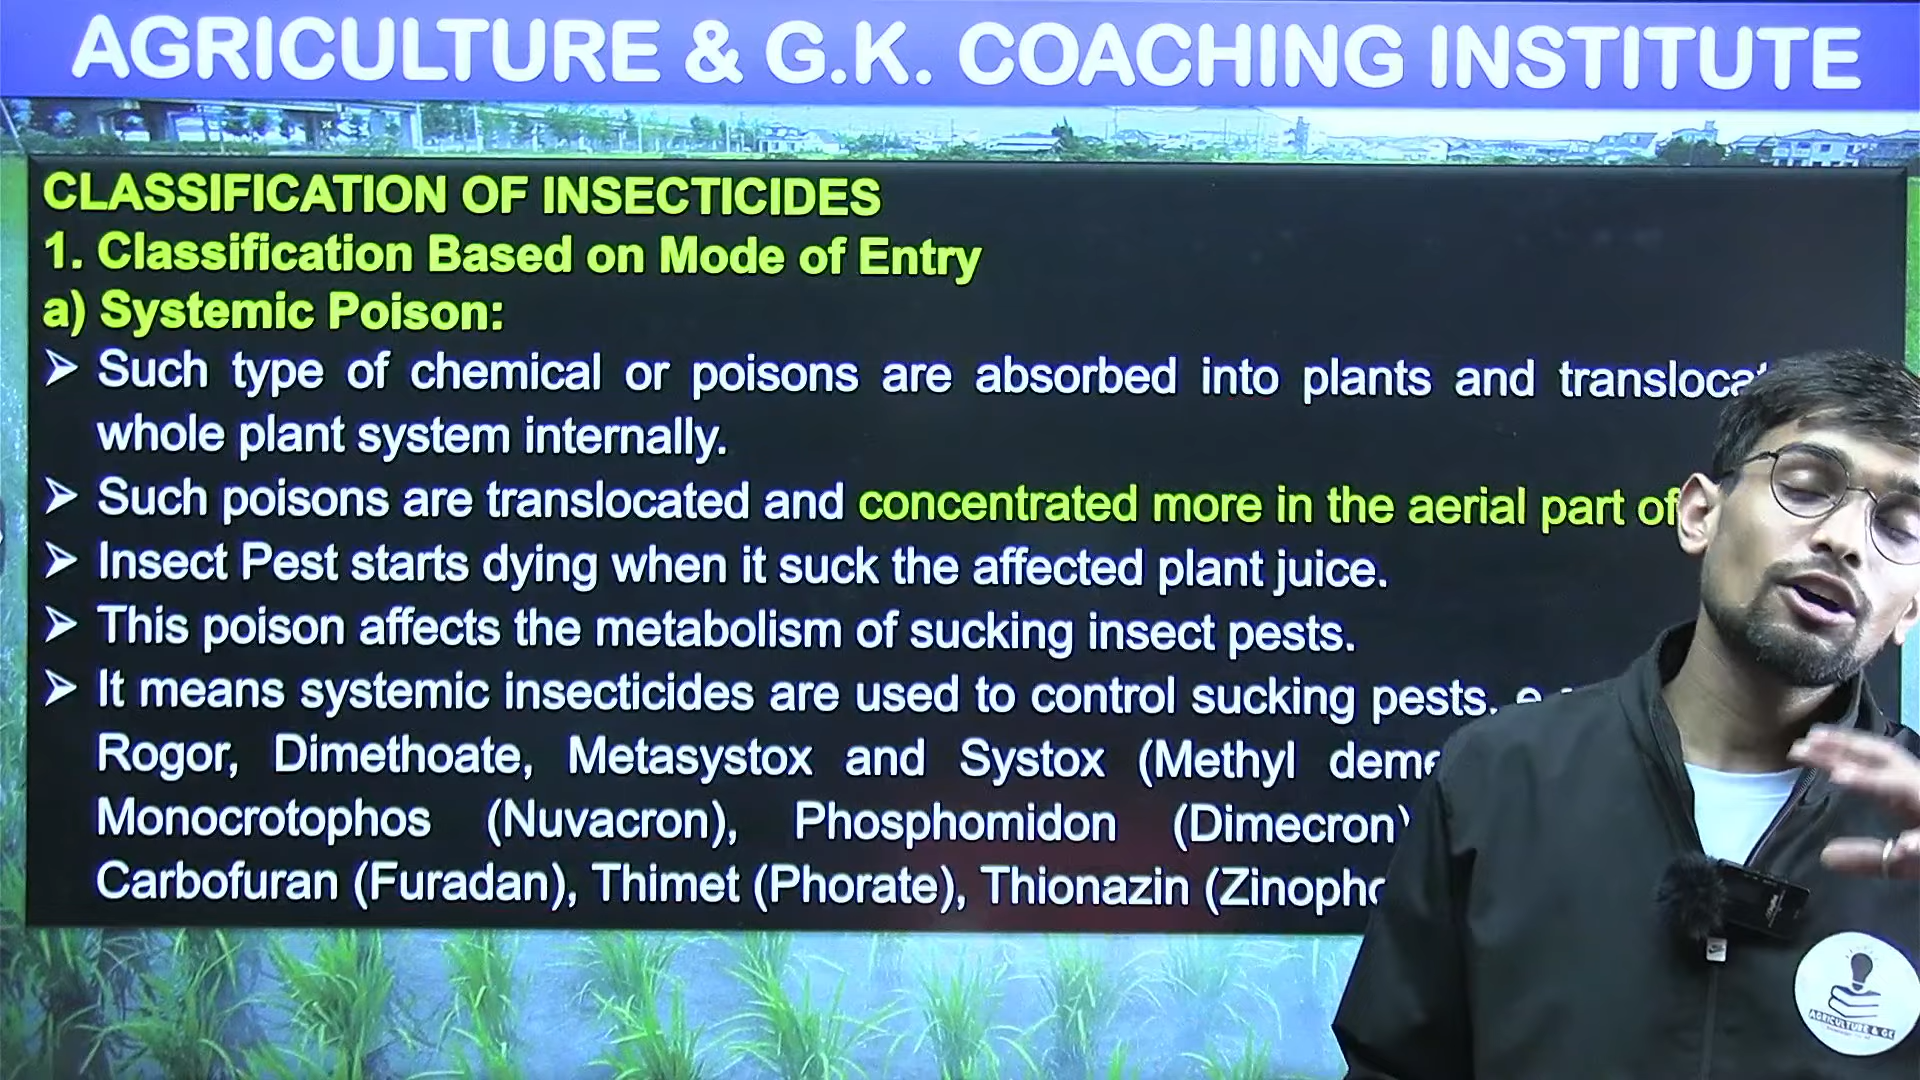 AGRICULTURE & G.K. COACHING INSTITUTE
CLASSIFICATION OF INSECTICIDES
1. Classification Based on Mode of Entry
a) Systemic Poison:
➤ Such type of chemical or poisons are absorbed into plants and
whole plant system internally.
➤ Such poisons are translocated and concentrated more in the aerial part of
➤ Insect Pest starts dying when it suck the affected plant juice.
➤ This poison affects the metabolism of sucking insect pests.
➤ It means systemic insecticides are used to control sucking pests.
Rogor, Dimethoate, Metasystox and Systox (Methyl
Monocrotophos (Nuvacron), Phosphomidon (Dimecron)
Carbofuran (Furadan), Thimet (Phorate), Thionazin
AGRICULTURE & GK